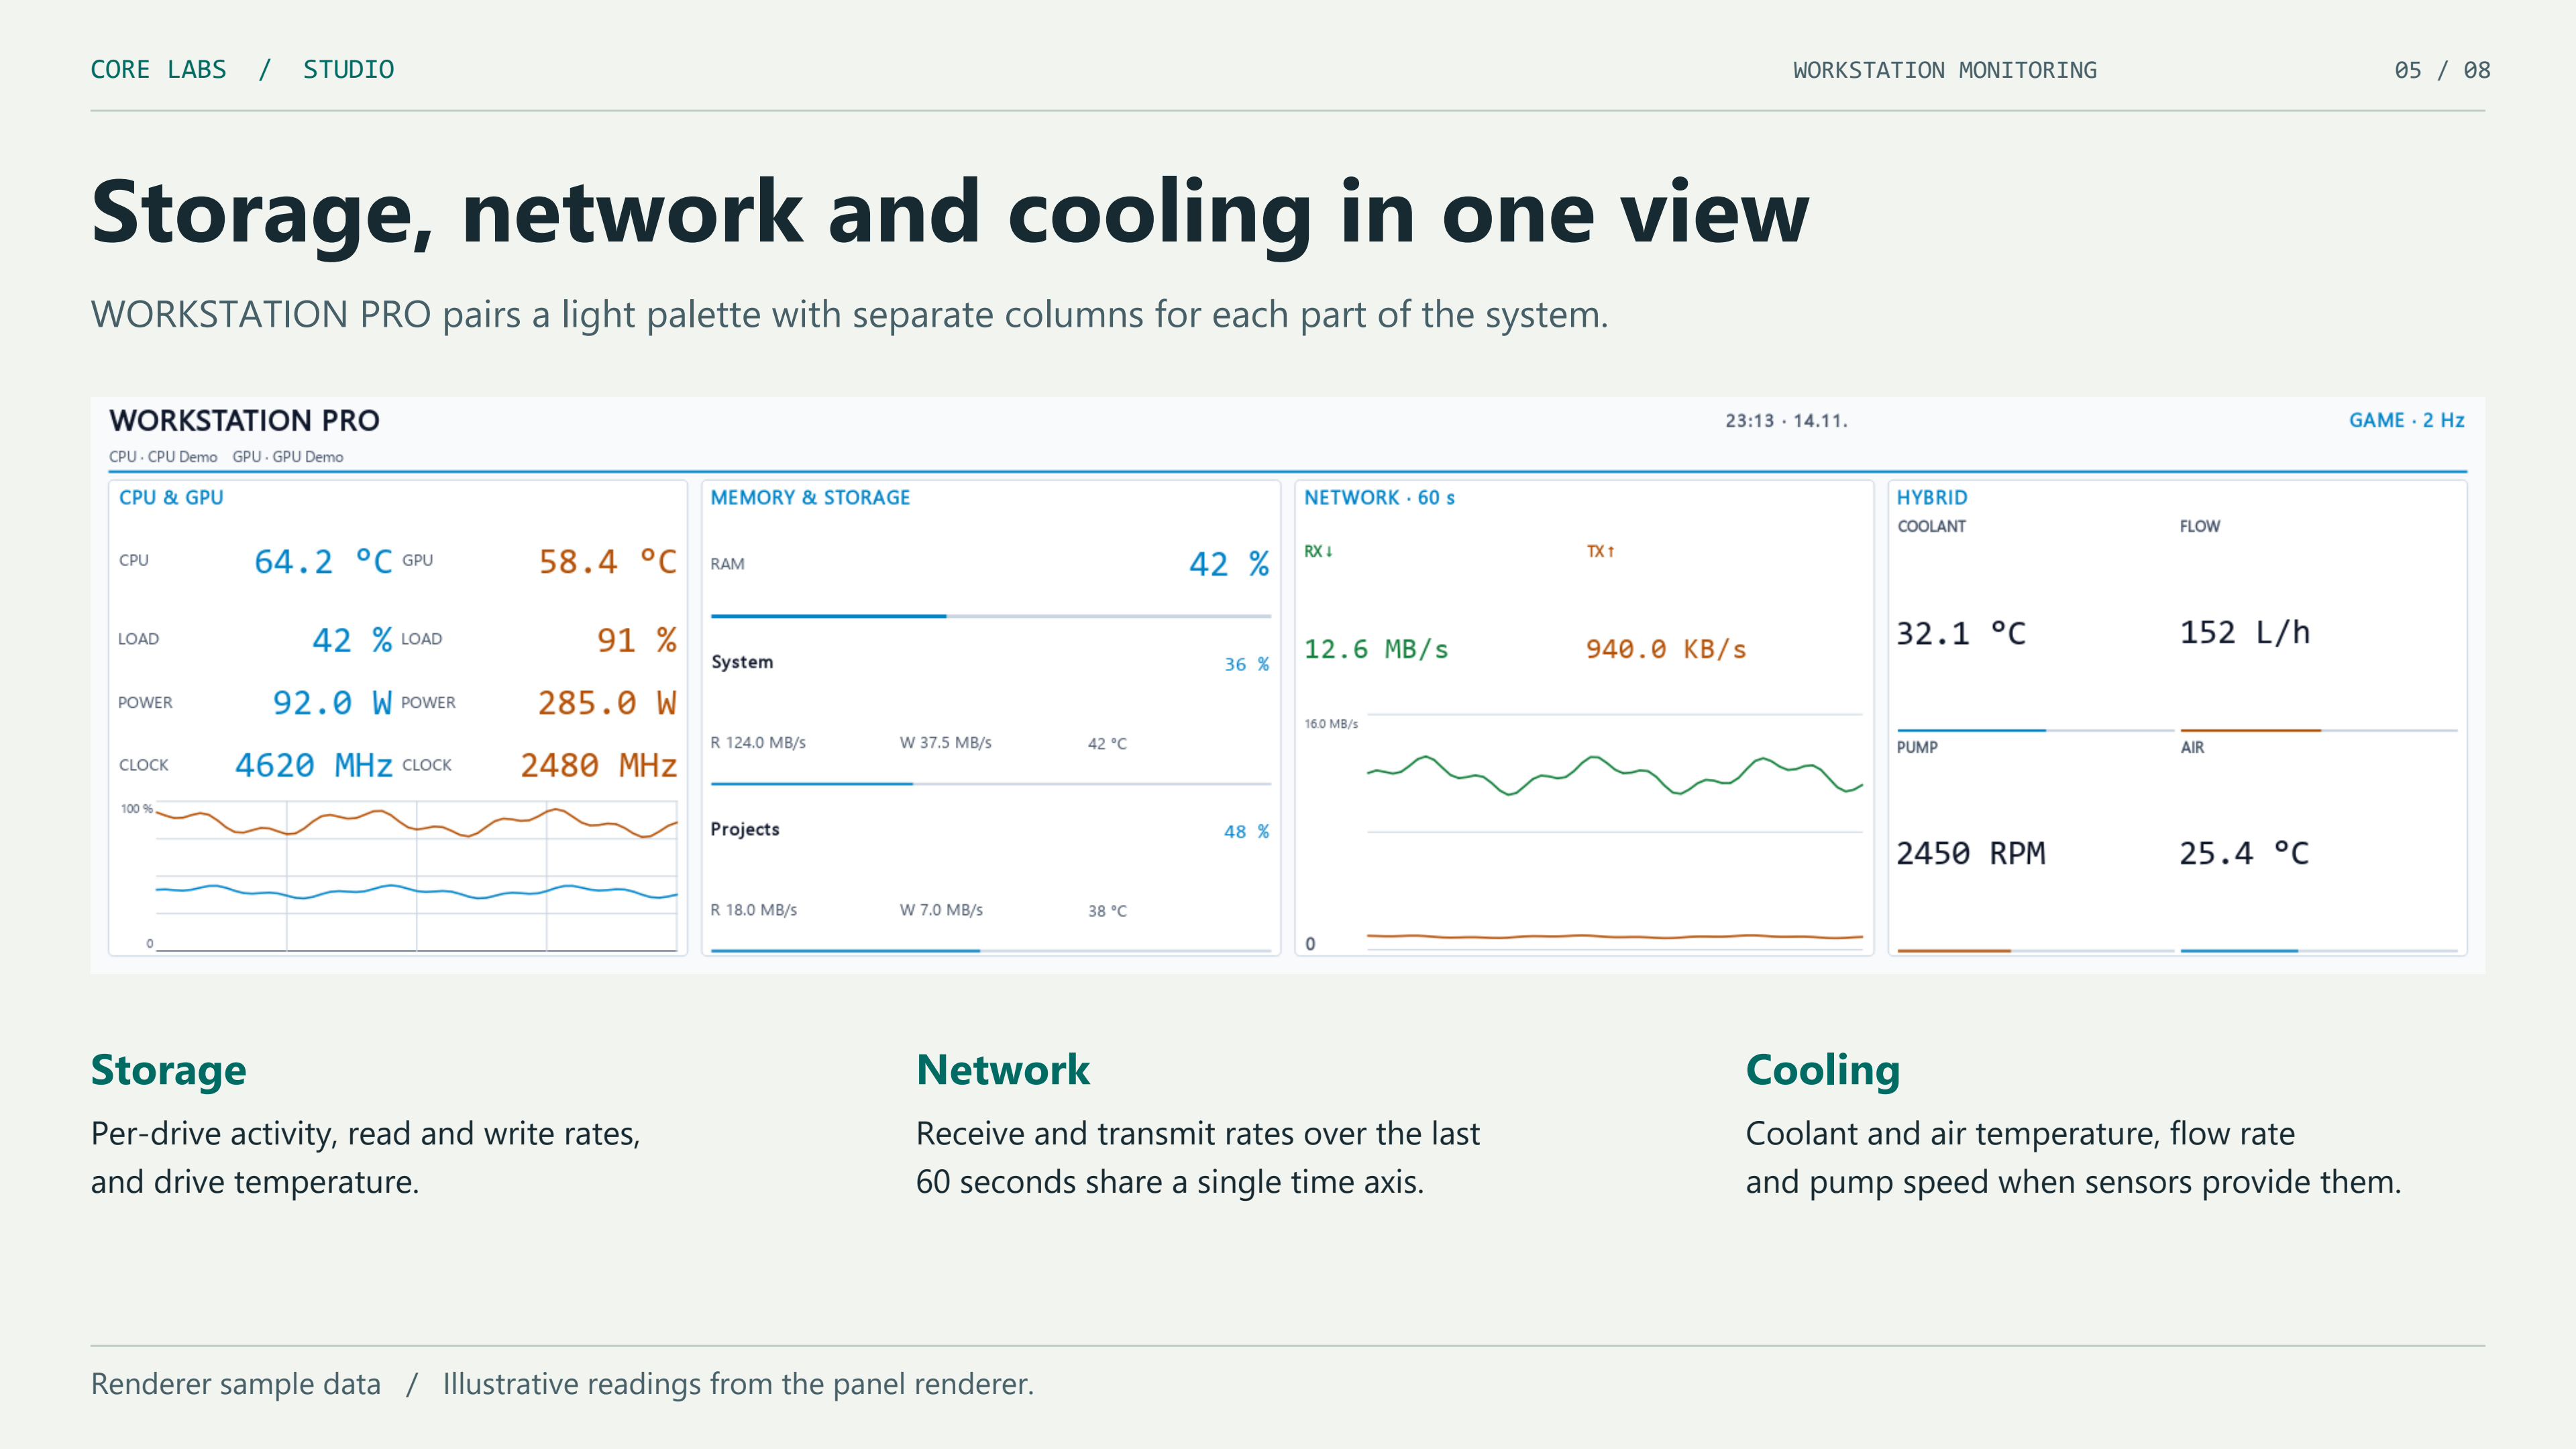 CORE LABS / STUDIO
WORKSTATION MONITORING
05 / 08
Storage, network and cooling in one view
WORKSTATION PRO pairs a light palette with separate columns for each part of the system.
WORKSTATION PRO
23:13 · 14.11.
GAME · 2 Hz
CPU · CPU Demo GPU · GPU Demo
CPU & GPU
CPU 64.2 °C GPU 58.4 °C
LOAD 42 % LOAD 91 %
POWER 92.0 W POWER 285.0 W
CLOCK 4620 MHz CLOCK 2480 MHz
100 %
0
MEMORY & STORAGE
RAM 42 %
System 36 %
R 124.0 MB/s W 37.5 MB/s 42 °C
Projects 48 %
R 18.0 MB/s W 7.0 MB/s 38 °C
NETWORK · 60 s
RX↓ TX↑
12.6 MB/s 940.0 KB/s
16.0 MB/s
0
HYBRID
COOLANT FLOW
32.1 °C 152 L/h
PUMP AIR
2450 RPM 25.4 °C
Storage
Per-drive activity, read and write rates,
and drive temperature.
Network
Receive and transmit rates over the last
60 seconds share a single time axis.
Cooling
Coolant and air temperature, flow rate
and pump speed when sensors provide them.
Renderer sample data / Illustrative readings from the panel renderer.